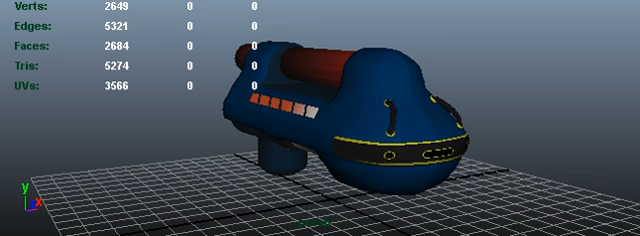 Verts: 2649 0 0
Edges: 5321 0 0
Faces: 2684 0 0
Tris: 5274 0 0
UVs: 3566 0 0
y
x